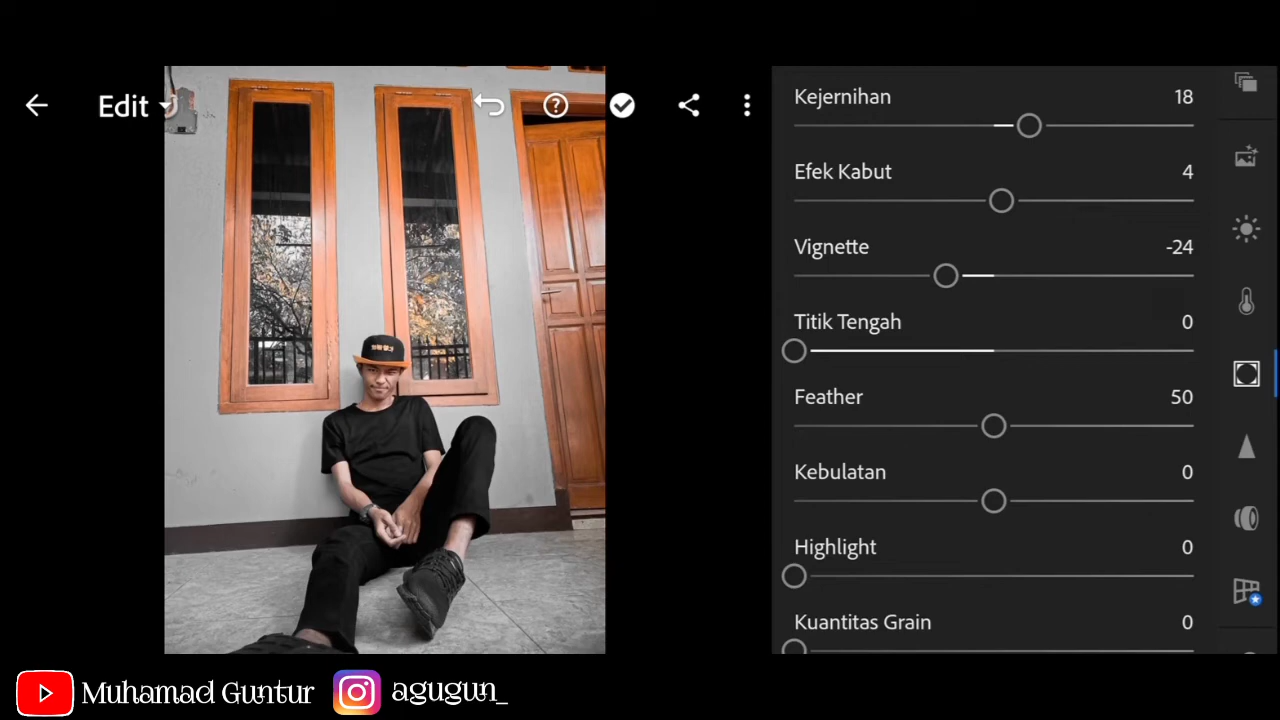 Edit
Kejernihan 18
Efek Kabut 4
Vignette -24
Titik Tengah 0
Feather 50
Kebulatan 0
Highlight 0
Kuantitas Grain 0
Muhamad Guntur
agugun_